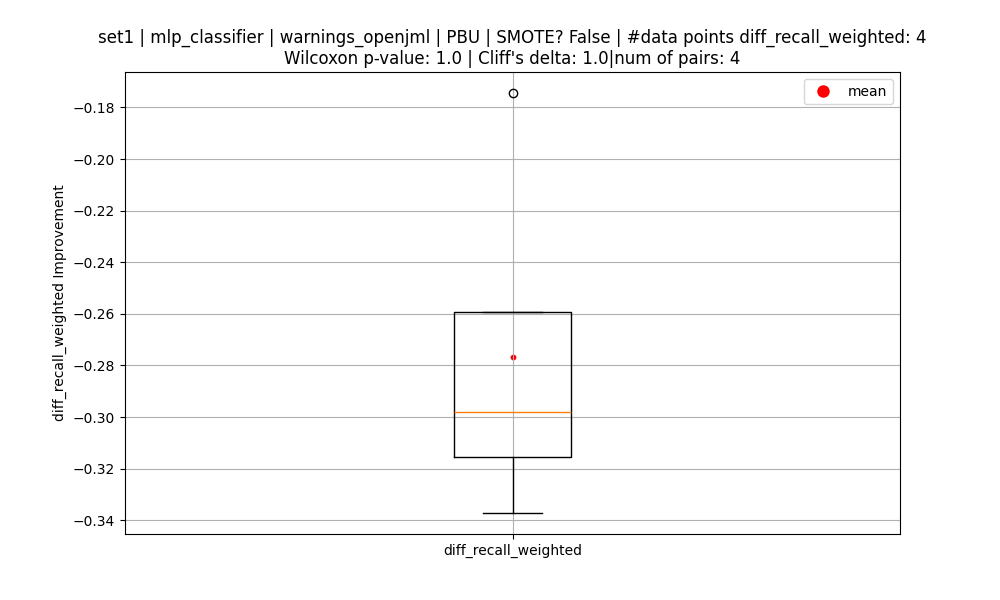 set1 | mlp_classifier | warnings_openjml | PBU | SMOTE? False | #data points diff_recall_weighted: 4
Wilcoxon p-value: 1.0 | Cliff's delta: 1.0|num of pairs: 4
mean
−0.18
−0.20
−0.22
−0.24
−0.26
−0.28
−0.30
−0.32
−0.34
diff_recall_weighted Improvement
diff_recall_weighted